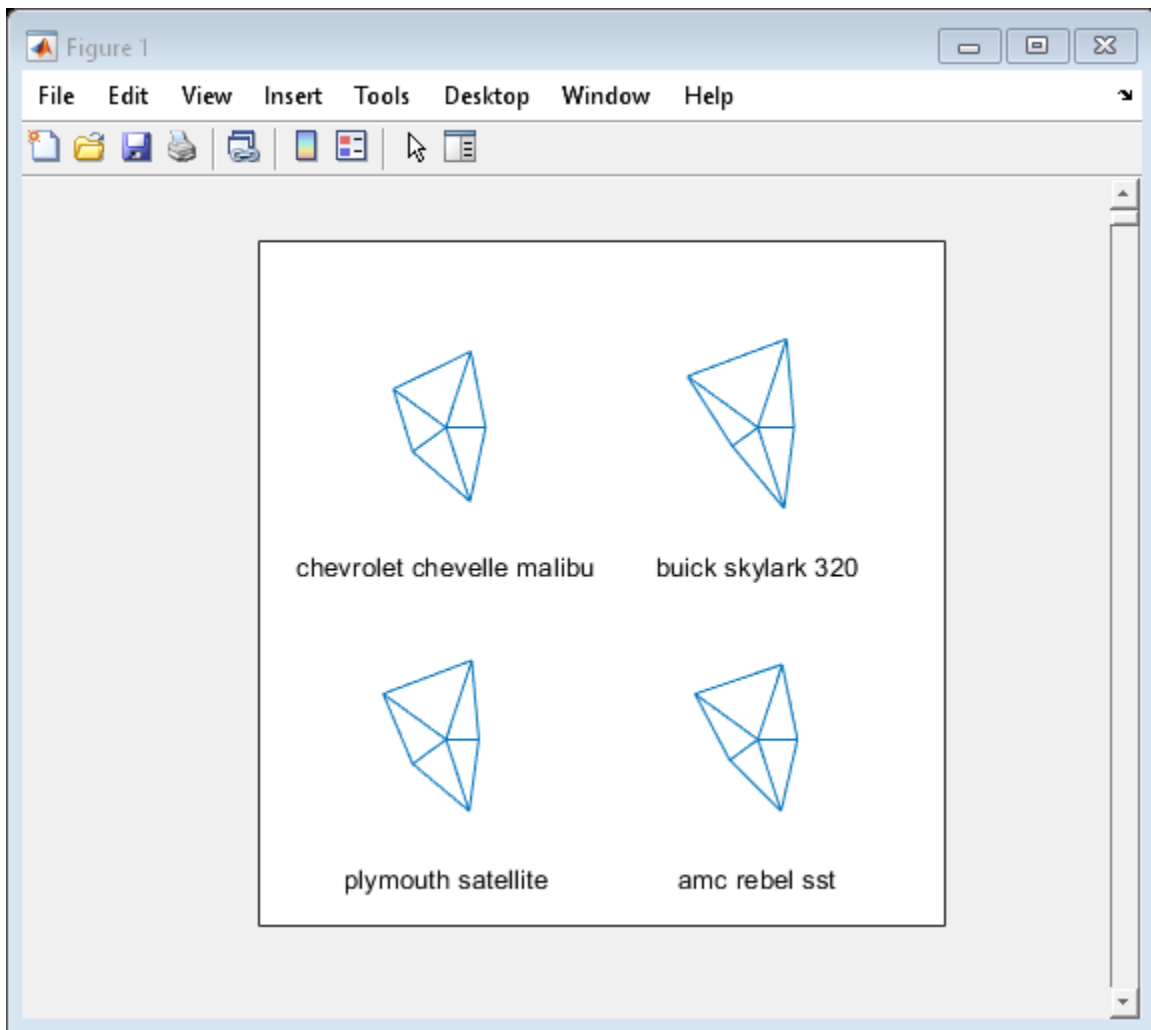 Figure 1
File Edit View Insert Tools Desktop Window Help
chevrolet chevelle malibu buick skylark 320
plymouth satellite amc rebel sst